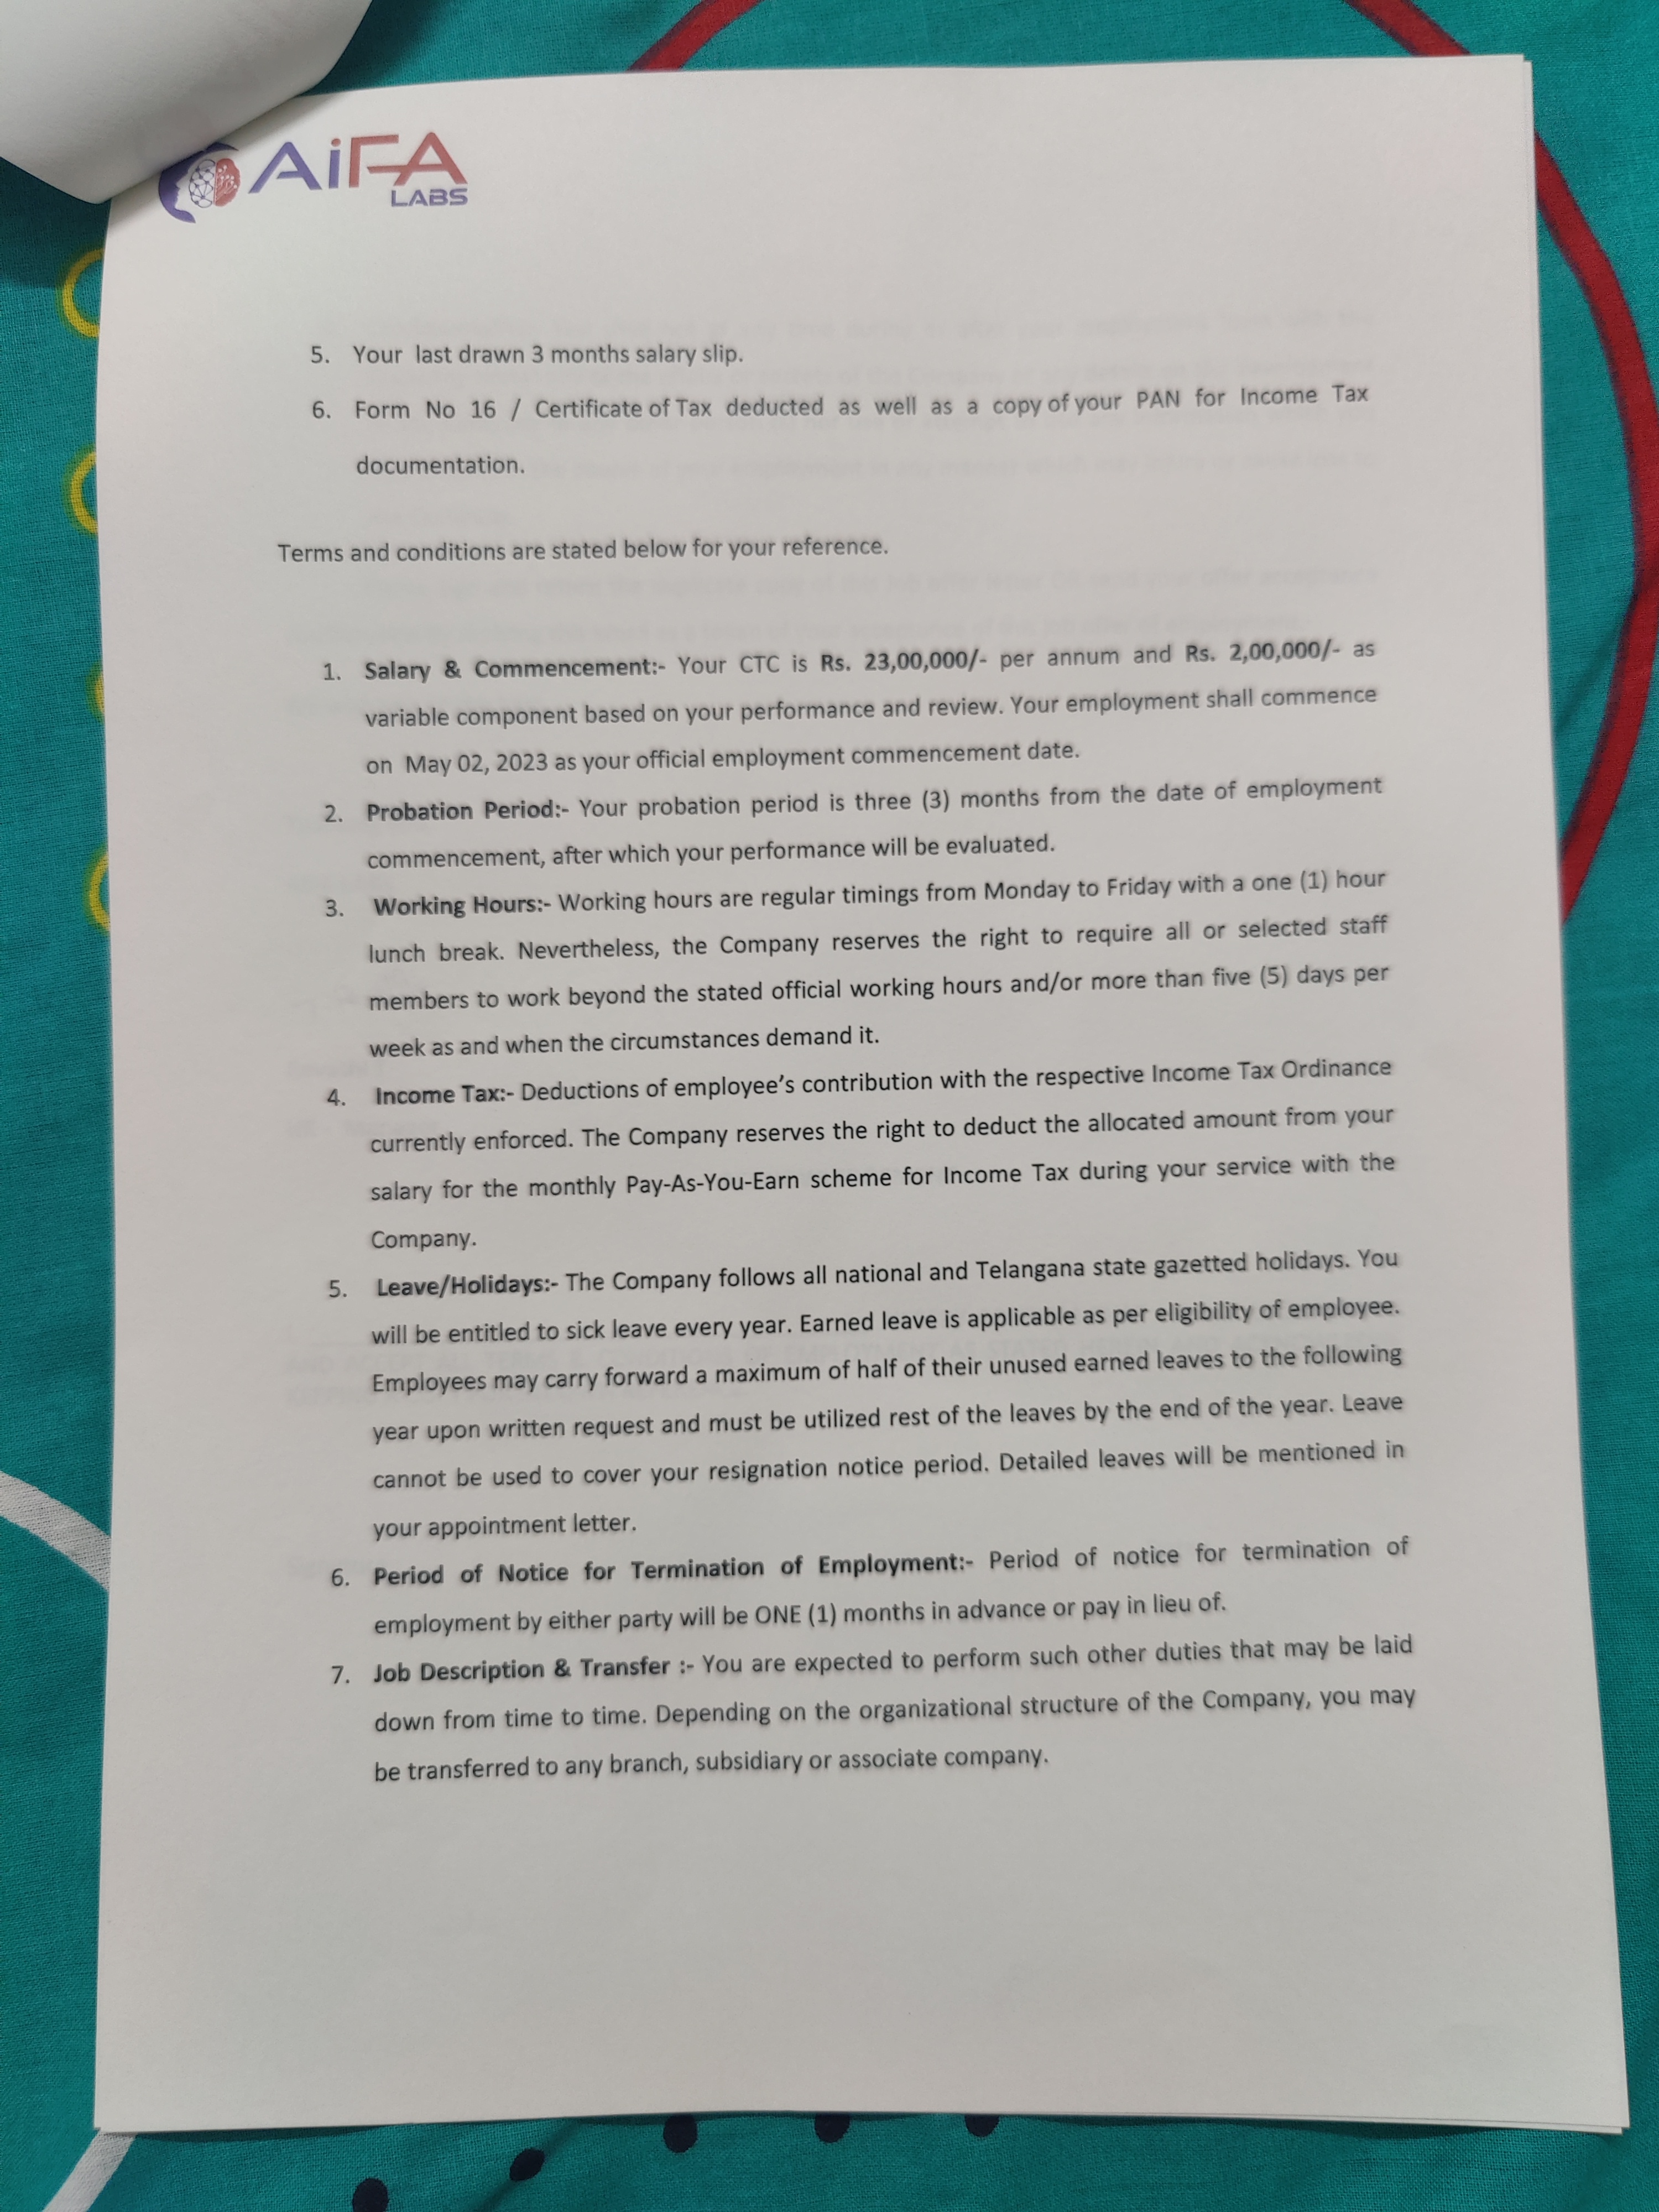 AiFA
LABS
5. Your last drawn 3 months salary slip.
6. Form No 16 / Certificate of Tax deducted as well as a copy of your PAN for Income Tax
documentation.
Terms and conditions are stated below for your reference.
1. Salary & Commencement:- Your CTC is Rs. 23,00,000/- per annum and Rs. 2,00,000/- as
variable component based on your performance and review. Your employment shall commence
on May 02, 2023 as your official employment commencement date.
2. Probation Period:- Your probation period is three (3) months from the date of employment
commencement, after which your performance will be evaluated.
3. Working Hours:- Working hours are regular timings from Monday to Friday with a one (1) hour
lunch break. Nevertheless, the Company reserves the right to require all or selected staff
members to work beyond the stated official working hours and/or more than five (5) days per
week as and when the circumstances demand it.
4. Income Tax:- Deductions of employee's contribution with the respective Income Tax Ordinance
currently enforced. The Company reserves the right to deduct the allocated amount from your
salary for the monthly Pay-As-You-Earn scheme for Income Tax during your service with the
Company.
5. Leave/Holidays:- The Company follows all national and Telangana state gazetted holidays. You
will be entitled to sick leave every year. Earned leave is applicable as per eligibility of employee.
Employees may carry forward a maximum of half of their unused earned leaves to the following
year upon written request and must be utilized rest of the leaves by the end of the year. Leave
cannot be used to cover your resignation notice period. Detailed leaves will be mentioned in
your appointment letter.
6. Period of Notice for Termination of Employment:- Period of notice for termination of
employment by either party will be ONE (1) months in advance or pay in lieu of.
7. Job Description & Transfer :- You are expected to perform such other duties that may be laid
down from time to time. Depending on the organizational structure of the Company, you may
be transferred to any branch, subsidiary or associate company.